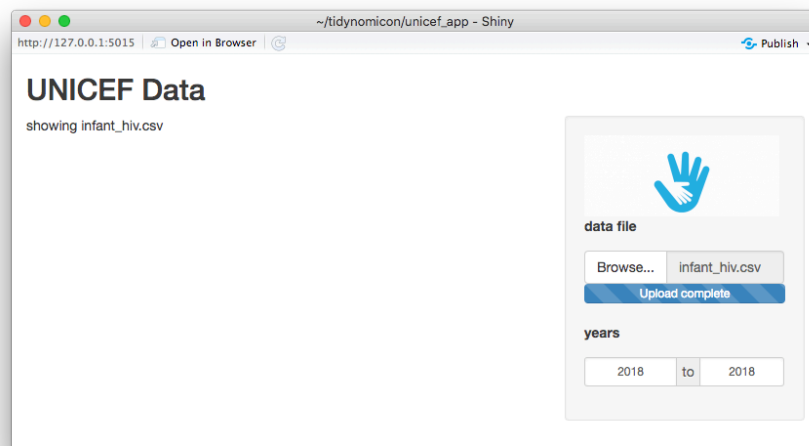 ~/tidynomicon/unicef_app - Shiny
http://127.0.0.1:5015 Open in Browser Publish
UNICEF Data
showing infant_hiv.csv
data file
Browse... infant_hiv.csv
Upload complete
years
2018 to 2018